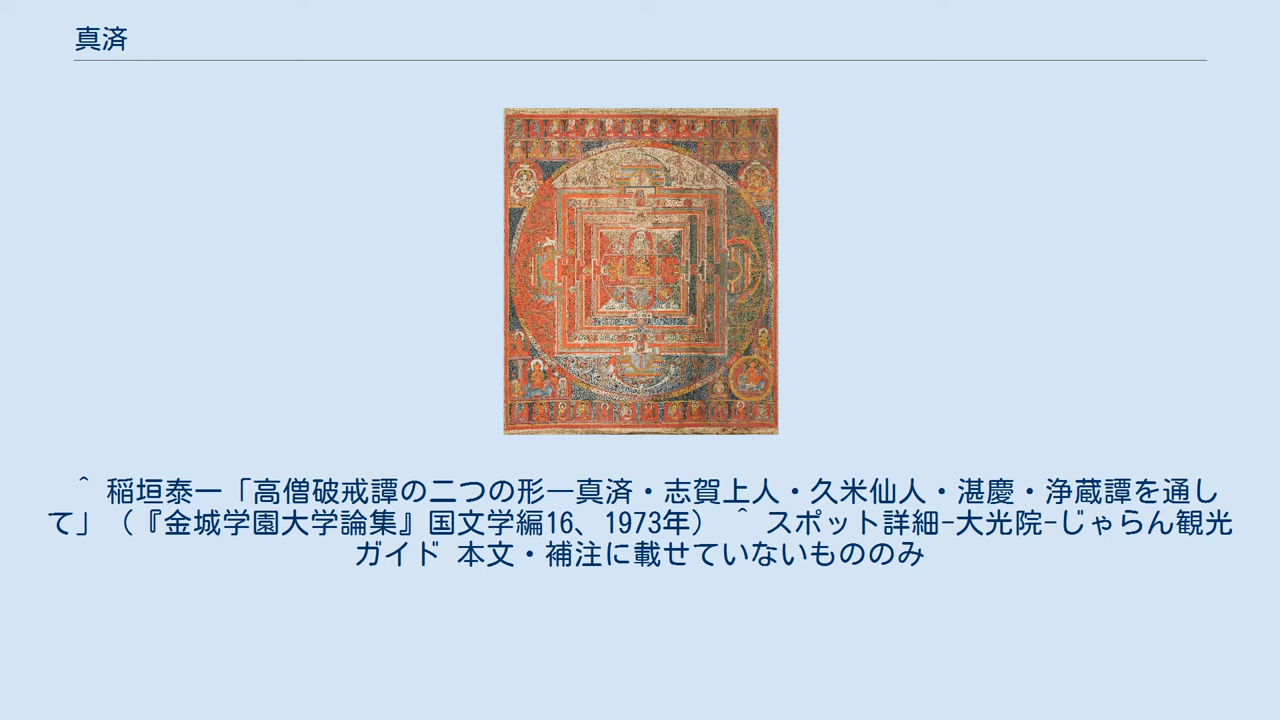 真済
^ 稲垣泰一「高僧破戒譚の二つの形―真済・志賀上人・久米仙人・湛慶・浄蔵譚を通し
て」（『金城学園大学論集』国文学編16、1973年） ^ スポット詳細-大光院-じゃらん観光
ガイド 本文・補注に載せていないもののみ